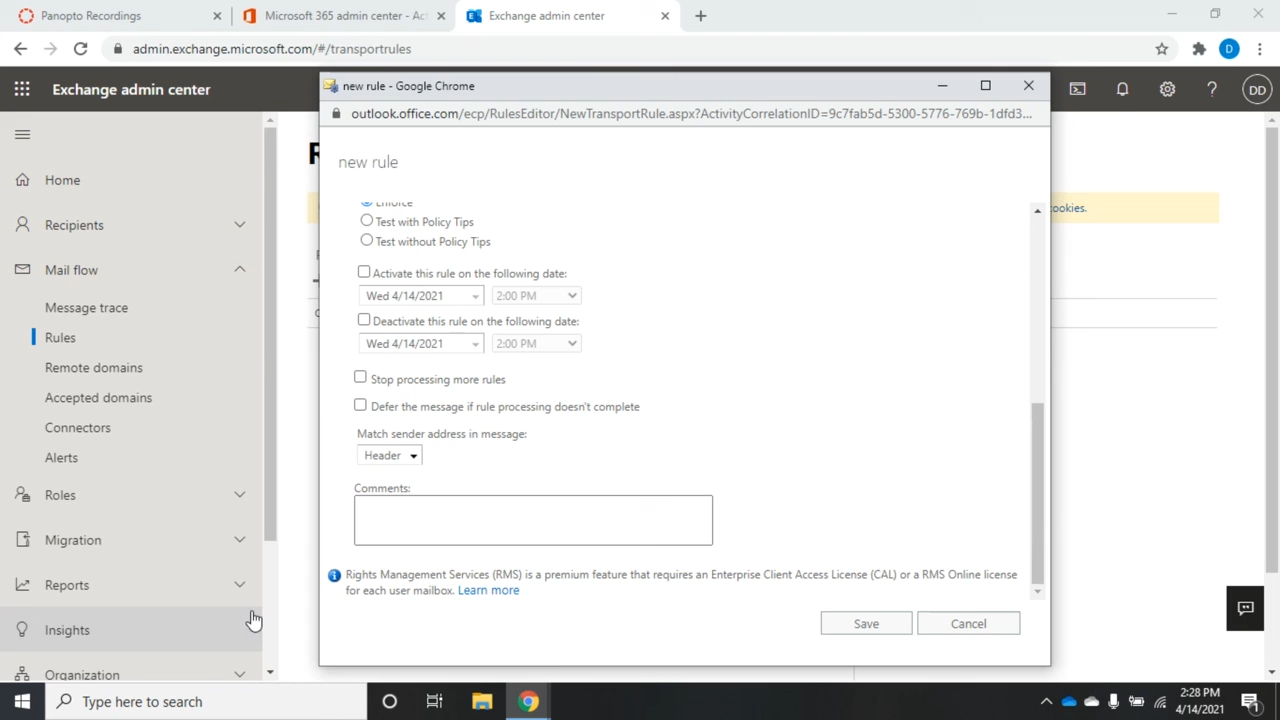 Panopto Recordings
Microsoft 365 admin center - Act
Exchange admin center
admin.exchange.microsoft.com/#/transportrules
D
Exchange admin center
DD
new rule - Google Chrome
outlook.office.com/ecp/RulesEditor/NewTransportRule.aspx?ActivityCorrelationID=9c7fab5d-5300-5776-769b-1dfd3...
new rule
Home
Recipients
Mail flow
Message trace
Rules
Remote domains
Accepted domains
Connectors
Alerts
Roles
Migration
Reports
Insights
Organization
R
cookies.
Enforce
Test with Policy Tips
Test without Policy Tips
Activate this rule on the following date:
Wed 4/14/2021 2:00 PM
Deactivate this rule on the following date:
Wed 4/14/2021 2:00 PM
Stop processing more rules
Defer the message if rule processing doesn't complete
Match sender address in message:
Header
Comments:
Rights Management Services (RMS) is a premium feature that requires an Enterprise Client Access License (CAL) or a RMS Online license
for each user mailbox. Learn more
Save Cancel
Type here to search
2:28 PM
4/14/2021
1